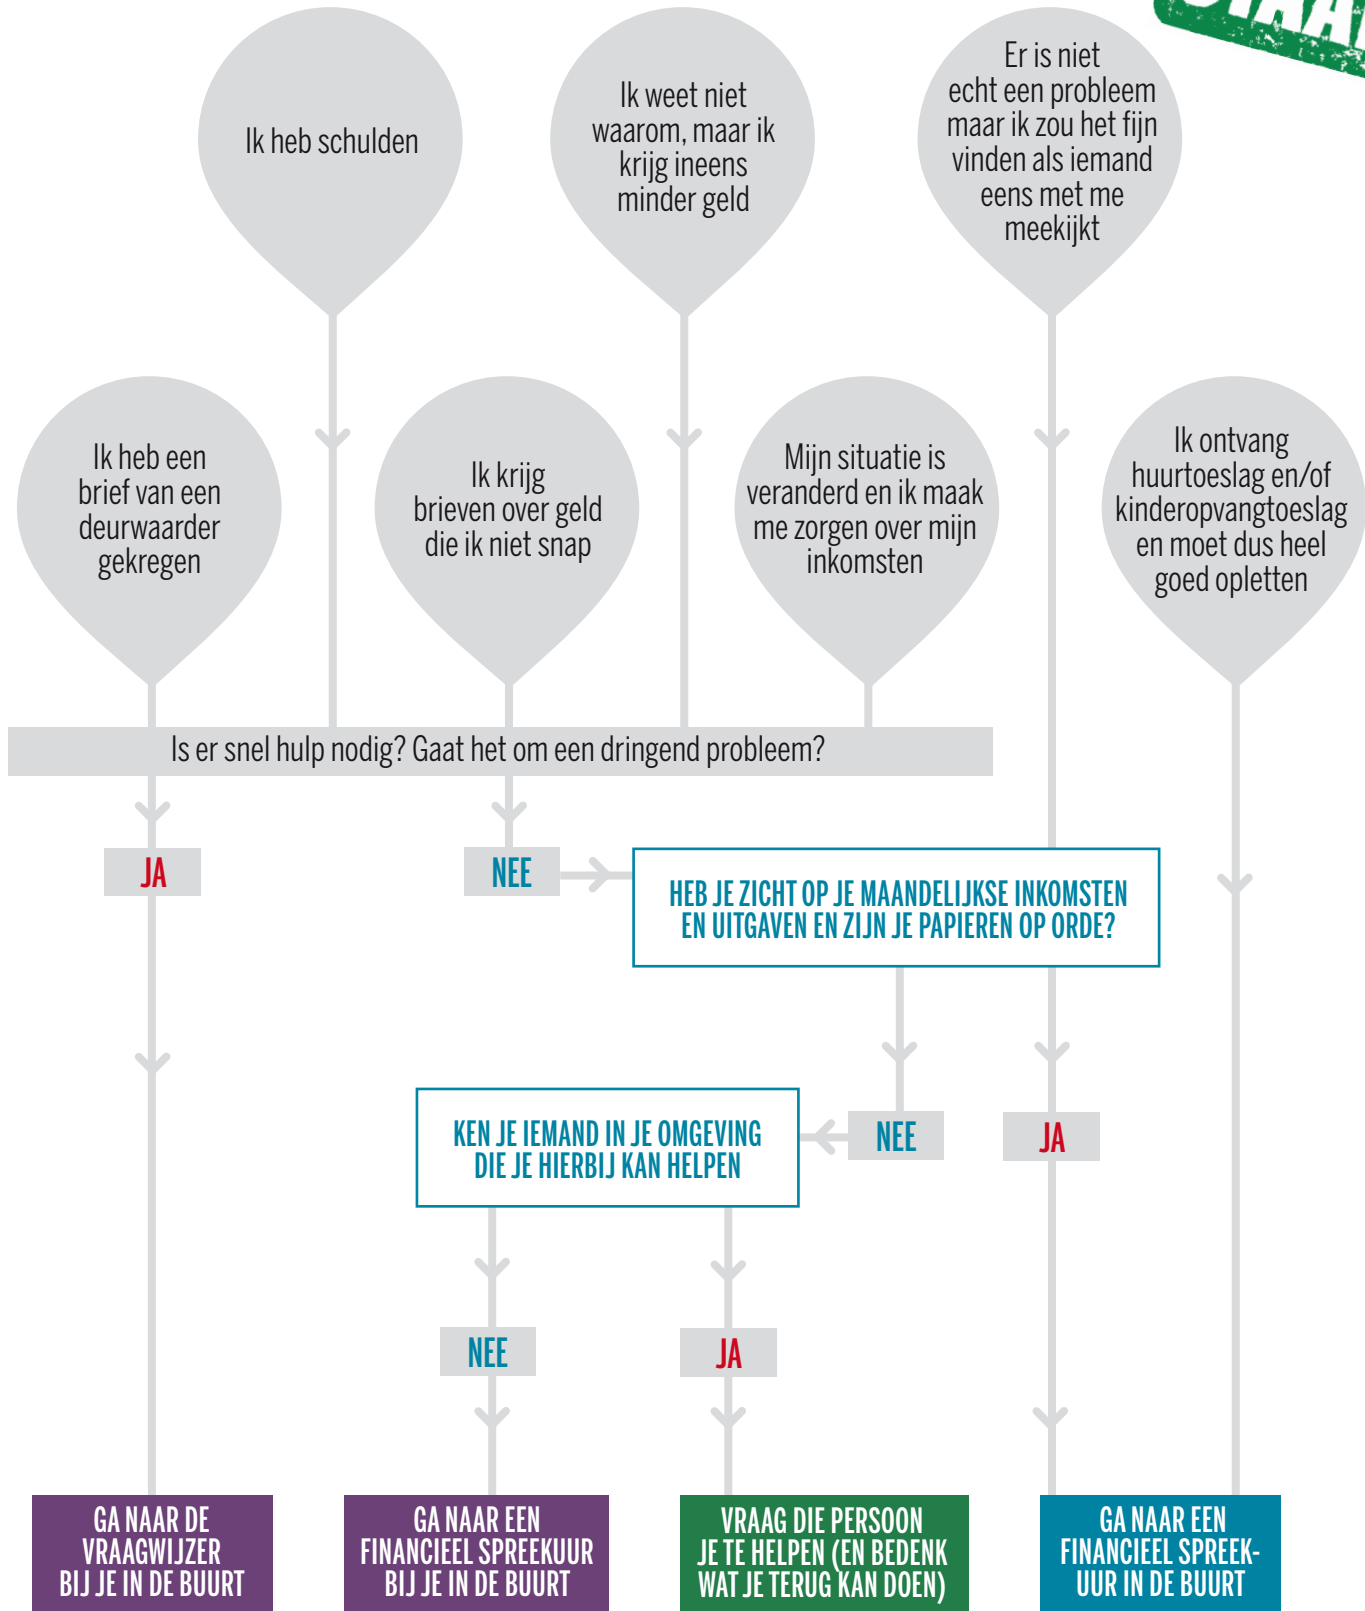 Ik heb schulden
Ik weet niet
waarom, maar ik
krijg ineens
minder geld
Er is niet
echt een probleem
maar ik zou het fijn
vinden als iemand
eens met me
meekijkt
Ik heb een
brief van een
deurwaarder
gekregen
Ik krijg
brieven over geld
die ik niet snap
Mijn situatie is
veranderd en ik maak
me zorgen over mijn
inkomsten
Ik ontvang
huurtoeslag en/of
kinderopvangtoeslag
en moet dus heel
goed opletten
Is er snel hulp nodig? Gaat het om een dringend probleem?
JA
NEE
HEB JE ZICHT OP JE MAANDELIJKSE INKOMSTEN
EN UITGAVEN EN ZIJN JE PAPIEREN OP ORDE?
KEN JE IEMAND IN JE OMGEVING
DIE JE HIERBIJ KAN HELPEN
NEE
JA
NEE
JA
GA NAAR DE
VRAAGWIJZER
BIJ JE IN DE BUURT
GA NAAR EEN
FINANCIEEL SPREEKUUR
BIJ JE IN DE BUURT
VRAAG DIE PERSOON
JE TE HELPEN (EN BEDENK
WAT JE TERUG KAN DOEN)
GA NAAR EEN
FINANCIEEL SPREEK-
UUR IN DE BUURT